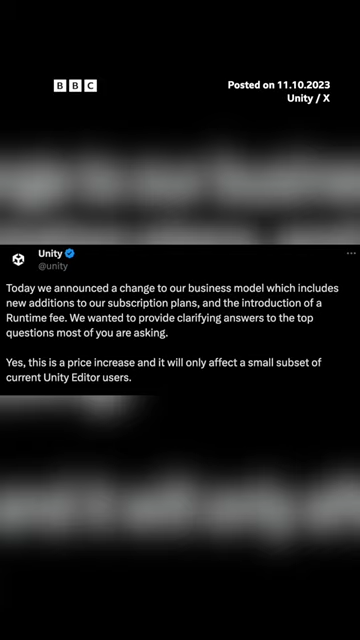 BBC
Posted on 11.10.2023
Unity / X
Unity
@unity
Today we announced a change to our business model which includes
new additions to our subscription plans, and the introduction of a
Runtime fee. We wanted to provide clarifying answers to the top
questions most of you are asking.
Yes, this is a price increase and it will only affect a small subset of
current Unity Editor users.